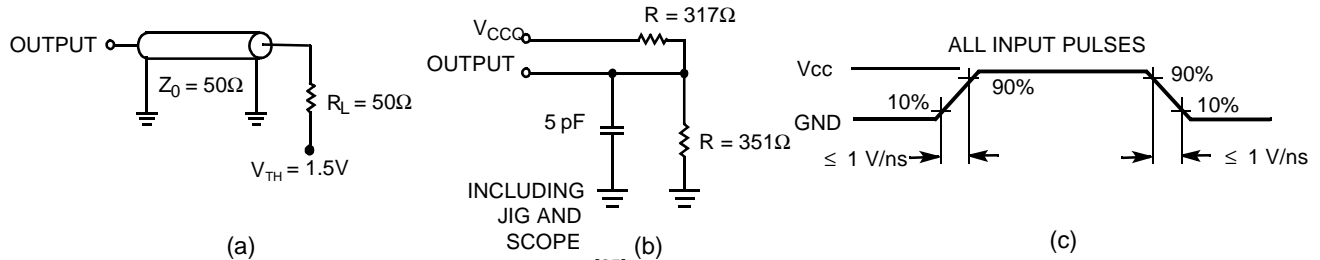 OUTPUT
Z0 = 50Ω
RL = 50Ω
VTH = 1.5V
(a)
R = 317Ω
VCCQ
OUTPUT
5 pF
R = 351Ω
INCLUDING
JIG AND
SCOPE
(b)
ALL INPUT PULSES
Vcc
90%
90%
10%
10%
GND
≤ 1 V/ns
≤ 1 V/ns
(c)